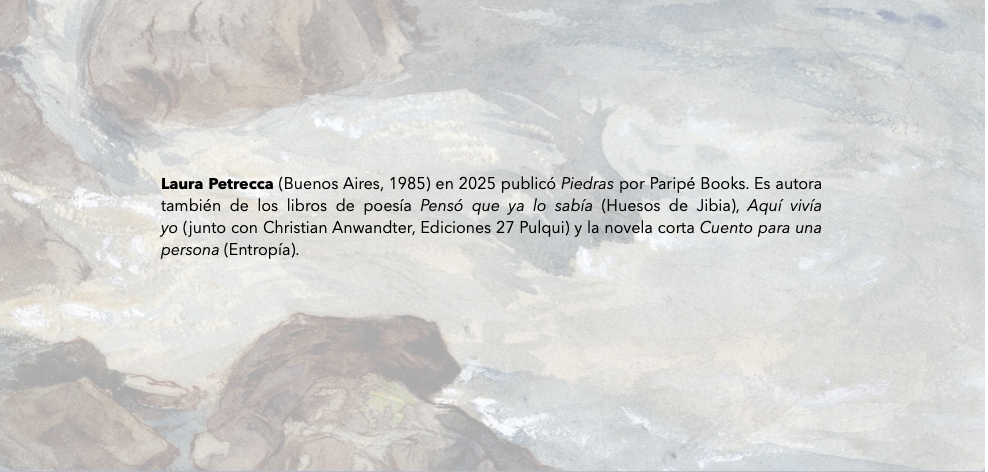 Laura Petrecca (Buenos Aires, 1985) en 2025 publicó Piedras por Paripé Books. Es autora
también de los libros de poesía Pensó que ya lo sabía (Huesos de Jibia), Aquí vivía
yo (junto con Christian Anwandter, Ediciones 27 Pulqui) y la novela corta Cuento para una
persona (Entropía).